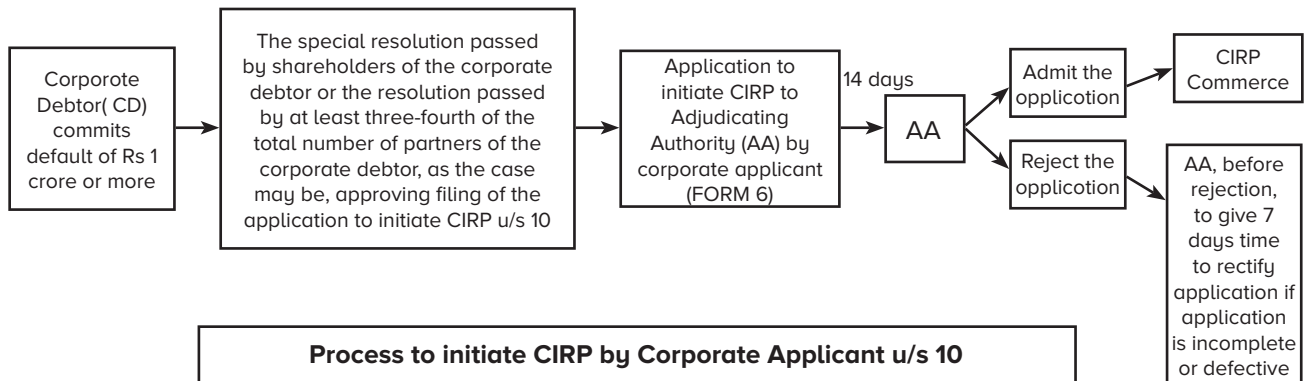 Corporote
Debtor( CD)
commits
default of Rs 1
crore or more
The special resolution passed
by shareholders of the corporate
debtor or the resolution passed
by at least three-fourth of the
total number of partners of the
corporate debtor, as the case
may be, approving filing of the
application to initiate CIRP u/s 10
Application to
initiate CIRP to
Adjudicating
Authority (AA) by
corporate applicant
(FORM 6)
14 days
AA
Admit the
opplicotion
CIRP
Commerce
Reject the
opplicotion
AA, before
rejection,
to give 7
days time
to rectify
application if
application
is incomplete
or defective
Process to initiate CIRP by Corporate Applicant u/s 10